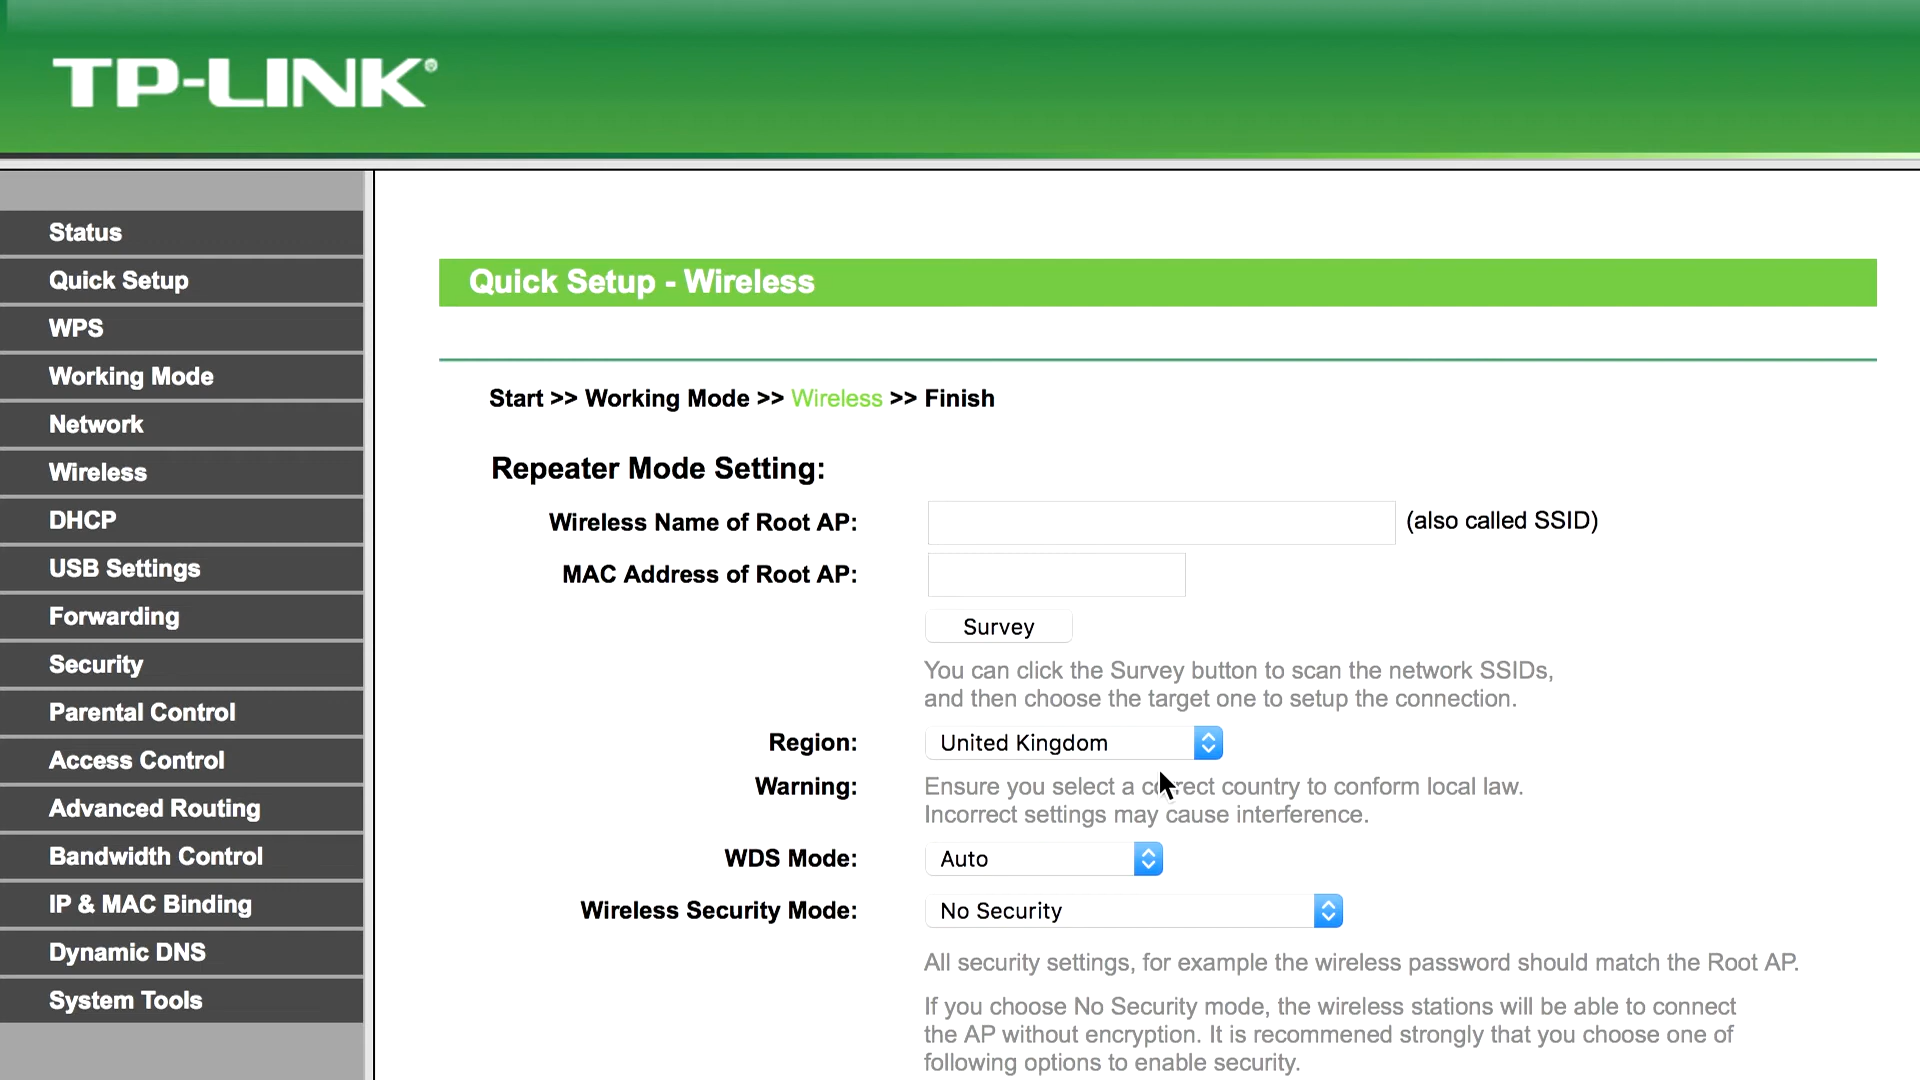 TP-LINK®
Status
Quick Setup
WPS
Working Mode
Network
Wireless
DHCP
USB Settings
Forwarding
Security
Parental Control
Access Control
Advanced Routing
Bandwidth Control
IP & MAC Binding
Dynamic DNS
System Tools
Quick Setup - Wireless
Start >> Working Mode >> Wireless >> Finish
Repeater Mode Setting:
Wireless Name of Root AP: (also called SSID)
MAC Address of Root AP:
Survey
You can click the Survey button to scan the network SSIDs,
and then choose the target one to setup the connection.
Region: United Kingdom
Warning: Ensure you select a correct country to conform local law.
Incorrect settings may cause interference.
WDS Mode: Auto
Wireless Security Mode: No Security
All security settings, for example the wireless password should match the Root AP.
If you choose No Security mode, the wireless stations will be able to connect
the AP without encryption. It is recommened strongly that you choose one of
following options to enable security.